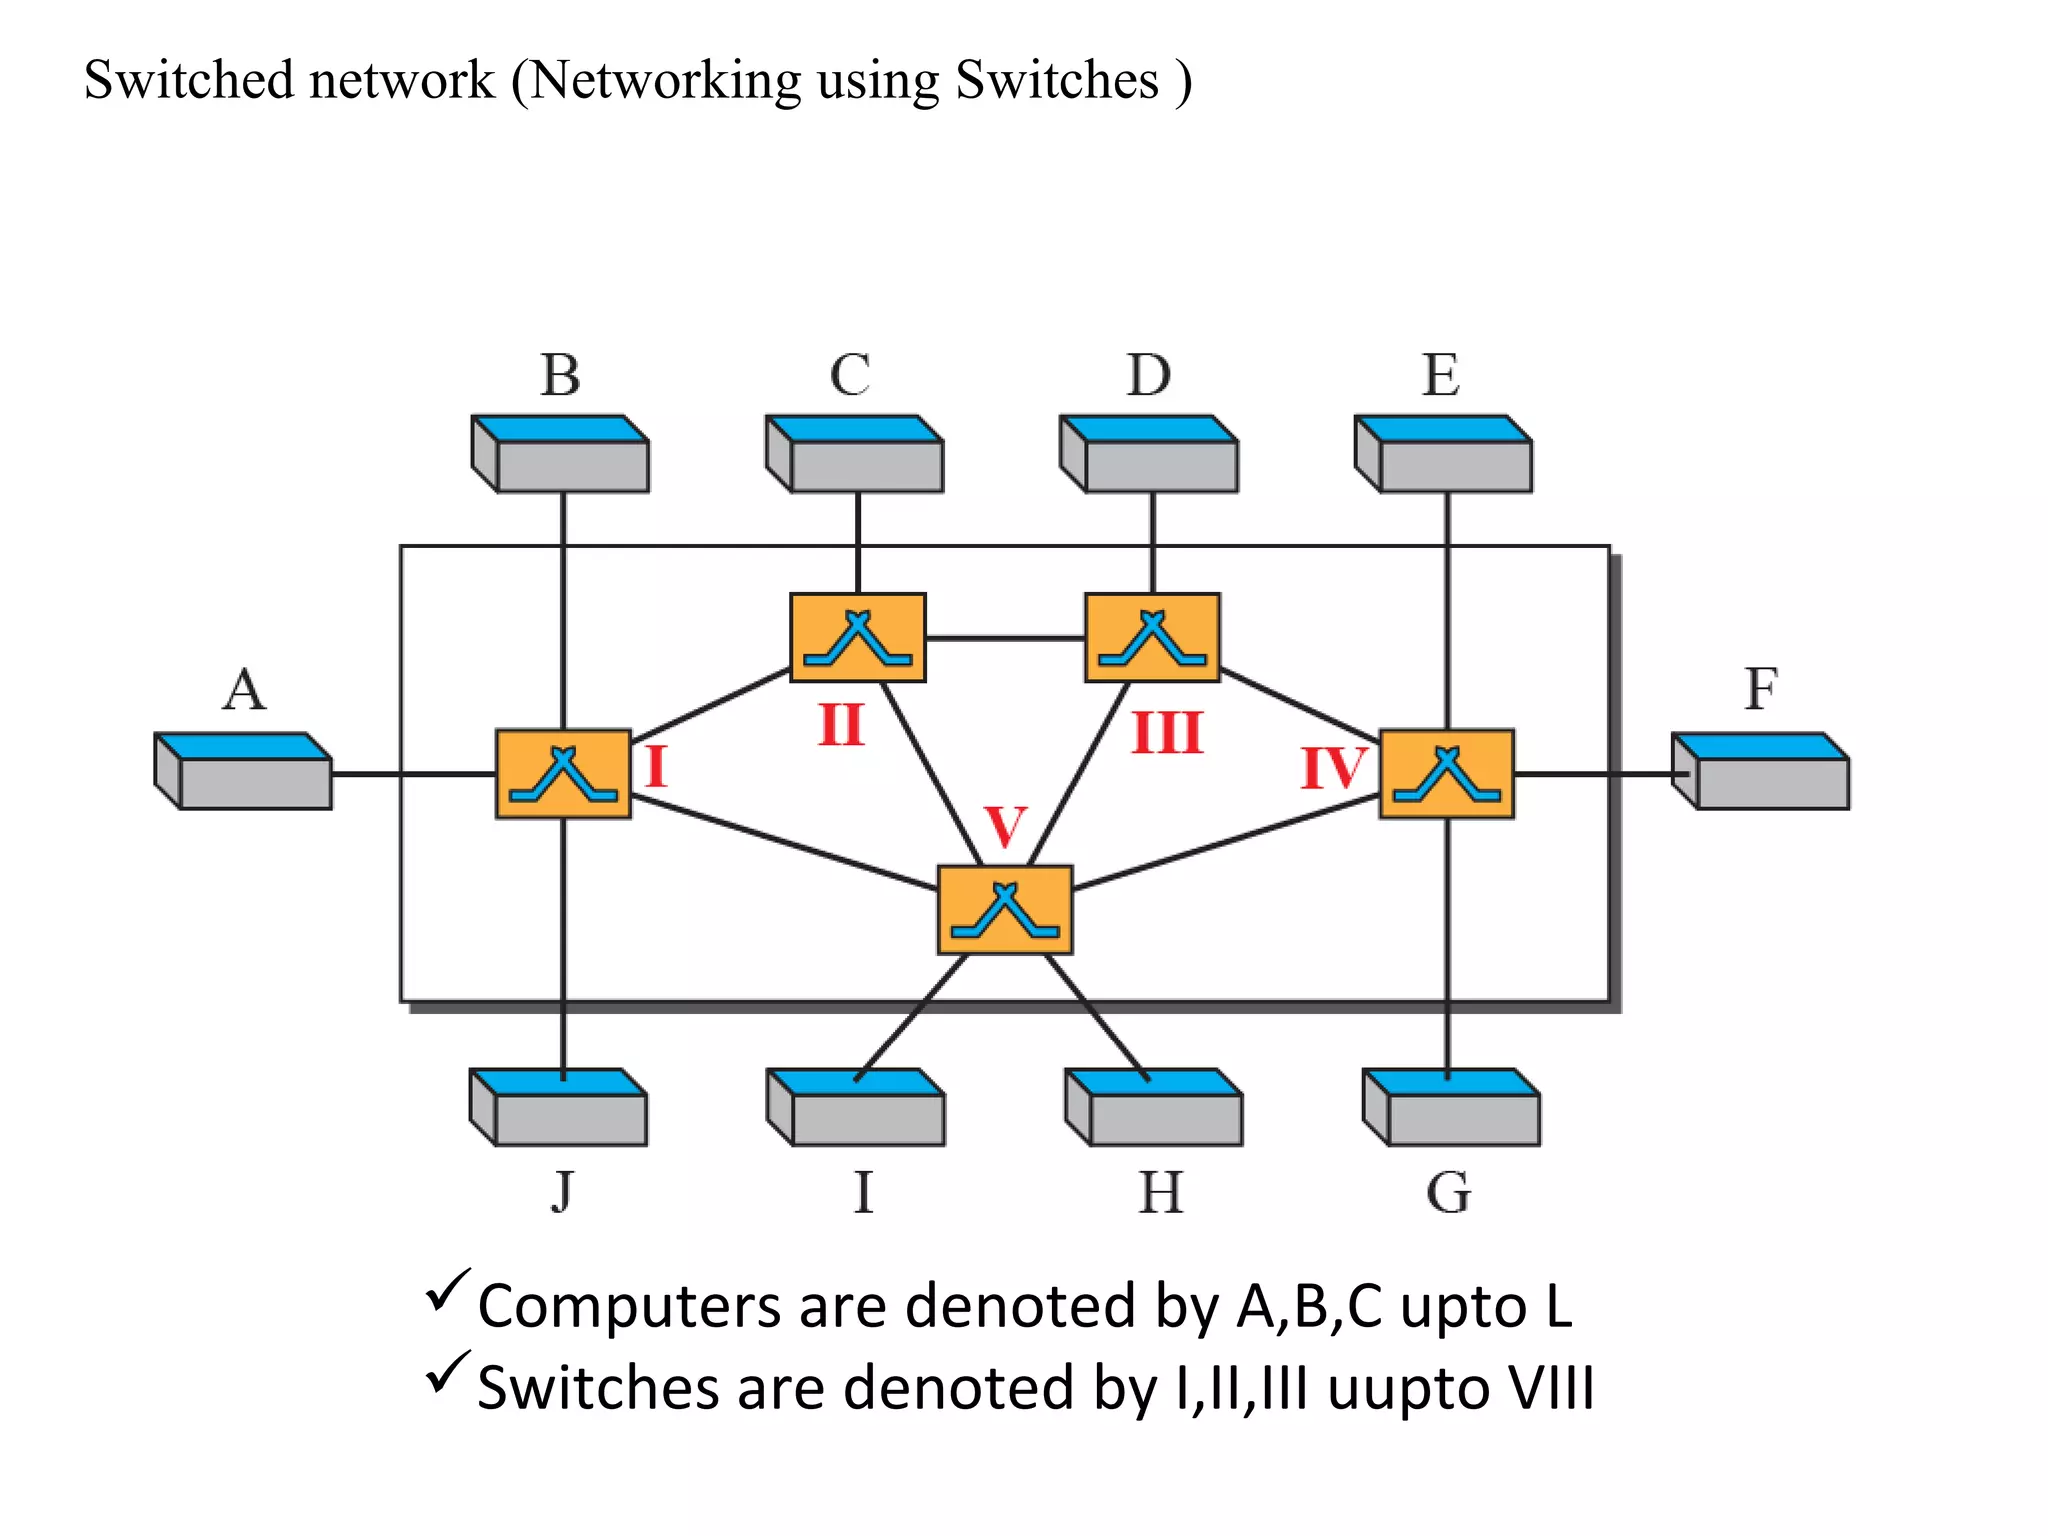 Switched network (Networking using Switches )
B C D E
A F
II III
I IV
V
J I H G
✓Computers are denoted by A,B,C upto L
✓Switches are denoted by I,II,III uupto VIII